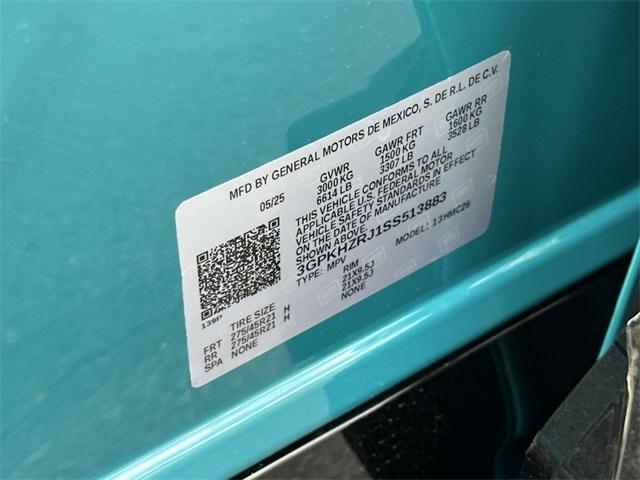 MFD BY GENERAL MOTORS DE MEXICO, S. DE R.L. DE C.V.
05/25 GVWR GAWR FRT GAWR RR
3000 KG 1500 KG 1600 KG
6614 LB 3307 LB 3528 LB
THIS VEHICLE CONFORMS TO ALL
APPLICABLE U.S. FEDERAL MOTOR
VEHICLE SAFETY STANDARDS IN EFFECT
ON THE DATE OF MANUFACTURE
SHOWN ABOVE.
3GPKHZRJ1SS513883
TYPE: MPV MODEL: 13HMC26
139P
TIRE SIZE RIM
FRT 275/45R21 H 21X9.5J
RR 275/45R21 H 21X9.5J
SPA NONE NONE